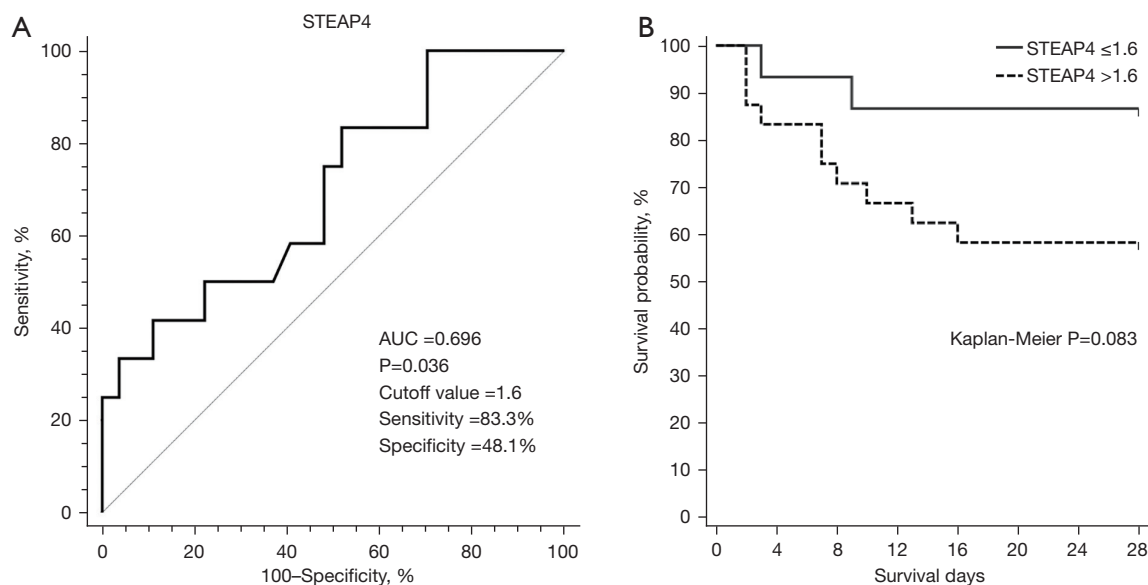 A
STEAP4
100
80
60
40
20
0
Sensitivity, %
AUC =0.696
P=0.036
Cutoff value =1.6
Sensitivity =83.3%
Specificity =48.1%
0 20 40 60 80 100
100–Specificity, %
B
100
90
80
70
60
50
40
30
20
10
0
Survival probability, %
STEAP4 ≤1.6
STEAP4 >1.6
Kaplan-Meier P=0.083
0 4 8 12 16 20 24 28
Survival days